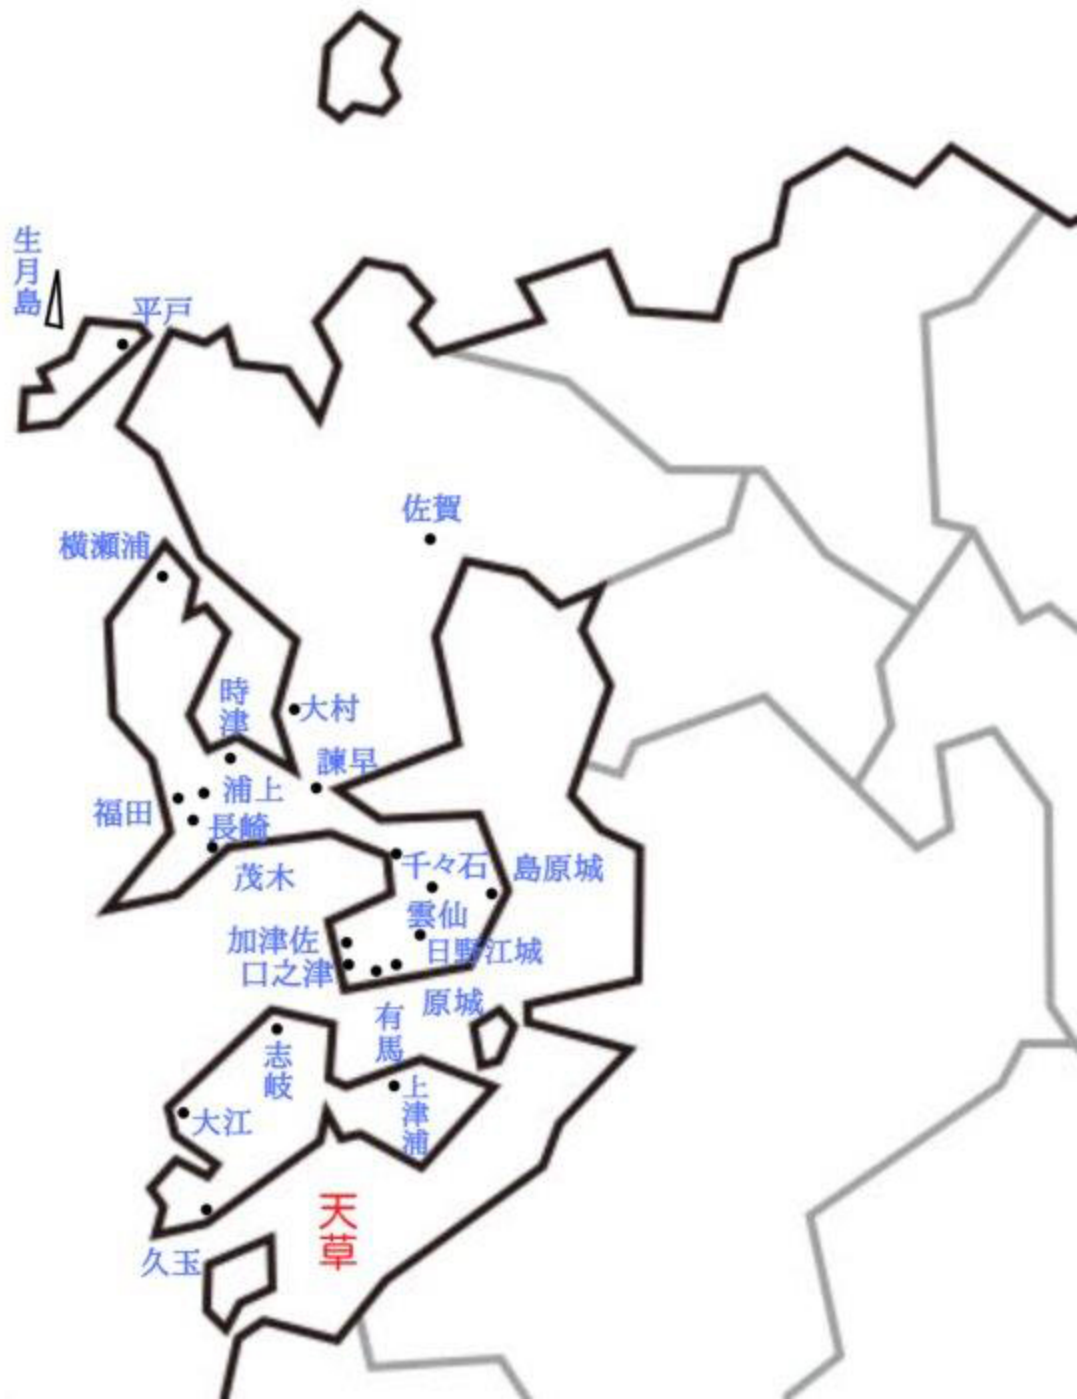 生月島
平戸
佐賀
横瀬浦
時津
大村
諫早
浦上
福田
長崎
茂木
千々石
島原城
雲仙
加津佐
日野江城
口之津
原城
有馬
志岐
上津浦
大江
天草
久玉